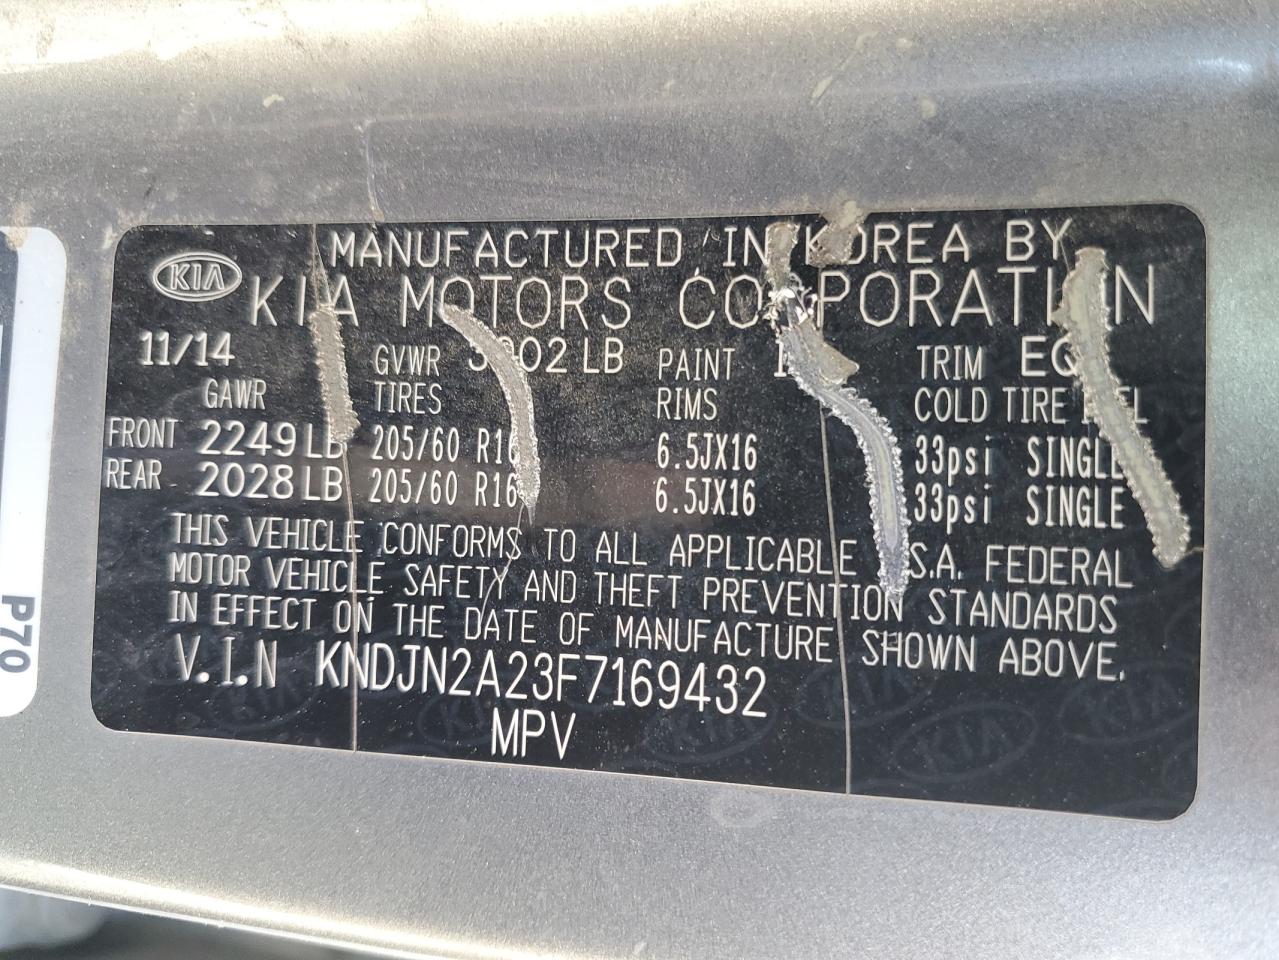 MANUFACTURED IN KOREA BY
KIA
KIA MOTORS CORPORATION
11/14 GVWR LB PAINT TRIM
GAWR TIRES RIMS COLD TIRE
FRONT 2249 LB 205/60 R16 6.5JX16 33psi SINGLE
REAR 2028 LB 205/60 R16 6.5JX16 33psi SINGLE
THIS VEHICLE CONFORMS TO ALL APPLICABLE U.S.A. FEDERAL
MOTOR VEHICLE SAFETY AND THEFT PREVENTION STANDARDS
IN EFFECT ON THE DATE OF MANUFACTURE SHOWN ABOVE.
V.I.N KNDJN2A23F7169432
MPV
P70